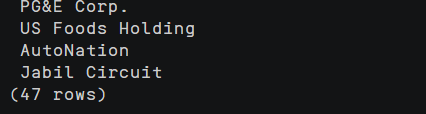 PG&E Corp.
US Foods Holding
AutoNation
Jabil Circuit
(47 rows)